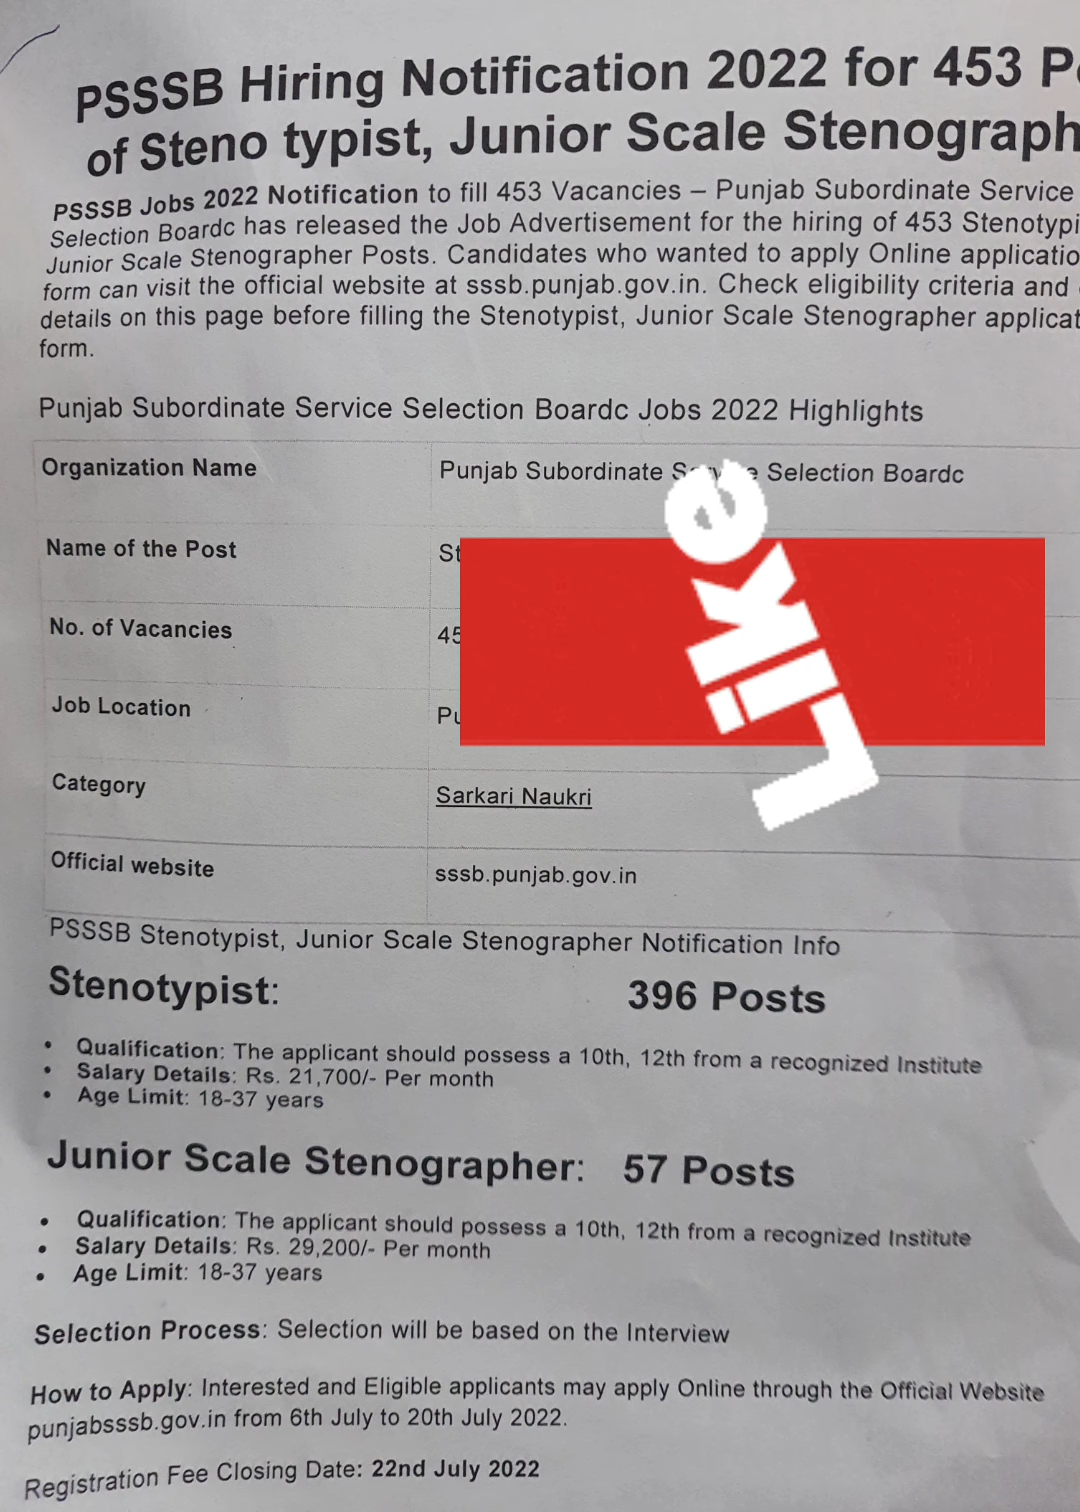 PSSSB Hiring Notification 2022 for 453
of Steno typist, Junior Scale
PSSSB Jobs 2022 Notification to fill 453 Vacancies – Punjab Subordinate Service
Selection Boardc has released the Job Advertisement for the hiring of 453
Junior Scale Stenographer Posts. Candidates who wanted to apply Online
form can visit the official website at sssb.punjab.gov.in. Check eligibility criteria and
details on this page before filling the Stenotypist, Junior Scale Stenographer
form.
Punjab Subordinate Service Selection Boardc Jobs 2022 Highlights
Organization Name Punjab Subordinate Selection Boardc
Name of the Post
No. of Vacancies
Job Location
Like
Category Sarkari Naukri
Official website sssb.punjab.gov.in
PSSSB Stenotypist, Junior Scale Stenographer Notification Info
Stenotypist: 396 Posts
• Qualification: The applicant should possess a 10th, 12th from a recognized Institute
• Salary Details: Rs. 21,700/- Per month
• Age Limit: 18-37 years
Junior Scale Stenographer: 57 Posts
• Qualification: The applicant should possess a 10th, 12th from a recognized Institute
• Salary Details: Rs. 29,200/- Per month
• Age Limit: 18-37 years
Selection Process: Selection will be based on the Interview
How to Apply: Interested and Eligible applicants may apply Online through the Official Website
punjabsssb.gov.in from 6th July to 20th July 2022.
Registration Fee Closing Date: 22nd July 2022